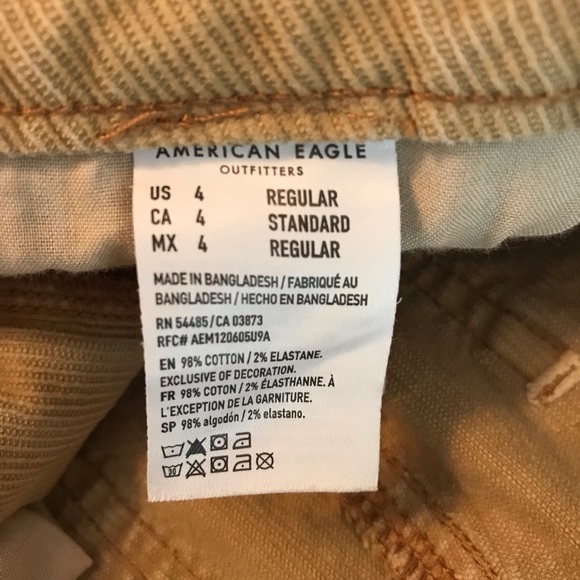 AMERICAN EAGLE
OUTFITTERS
US 4 REGULAR
CA 4 STANDARD
MX 4 REGULAR
MADE IN BANGLADESH / FABRIQUÉ AU
BANGLADESH / HECHO EN BANGLADESH
RN 54485 / CA 03873
RFC# AEM120605U9A
EN 98% COTTON / 2% ELASTANE.
EXCLUSIVE OF DECORATION.
FR 98% COTON / 2% ÉLASTHANNE. À
L'EXCEPTION DE LA GARNITURE.
SP 98% algodón / 2% elastano.
30